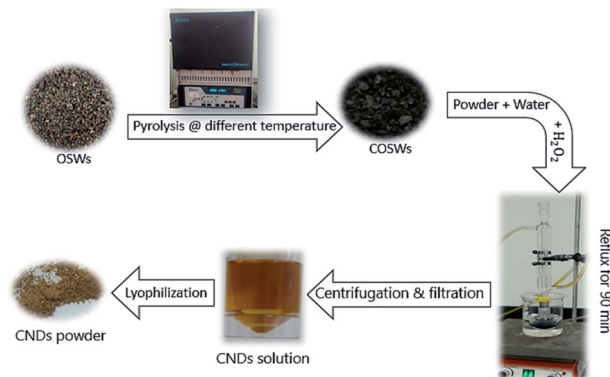 OSWs
Pyrolysis @ different temperature
COSWs
Powder + Water
+ H₂O₂
Reflux for 90 min
Centrifugation & filtration
CNDs solution
Lyophilization
CNDs powder